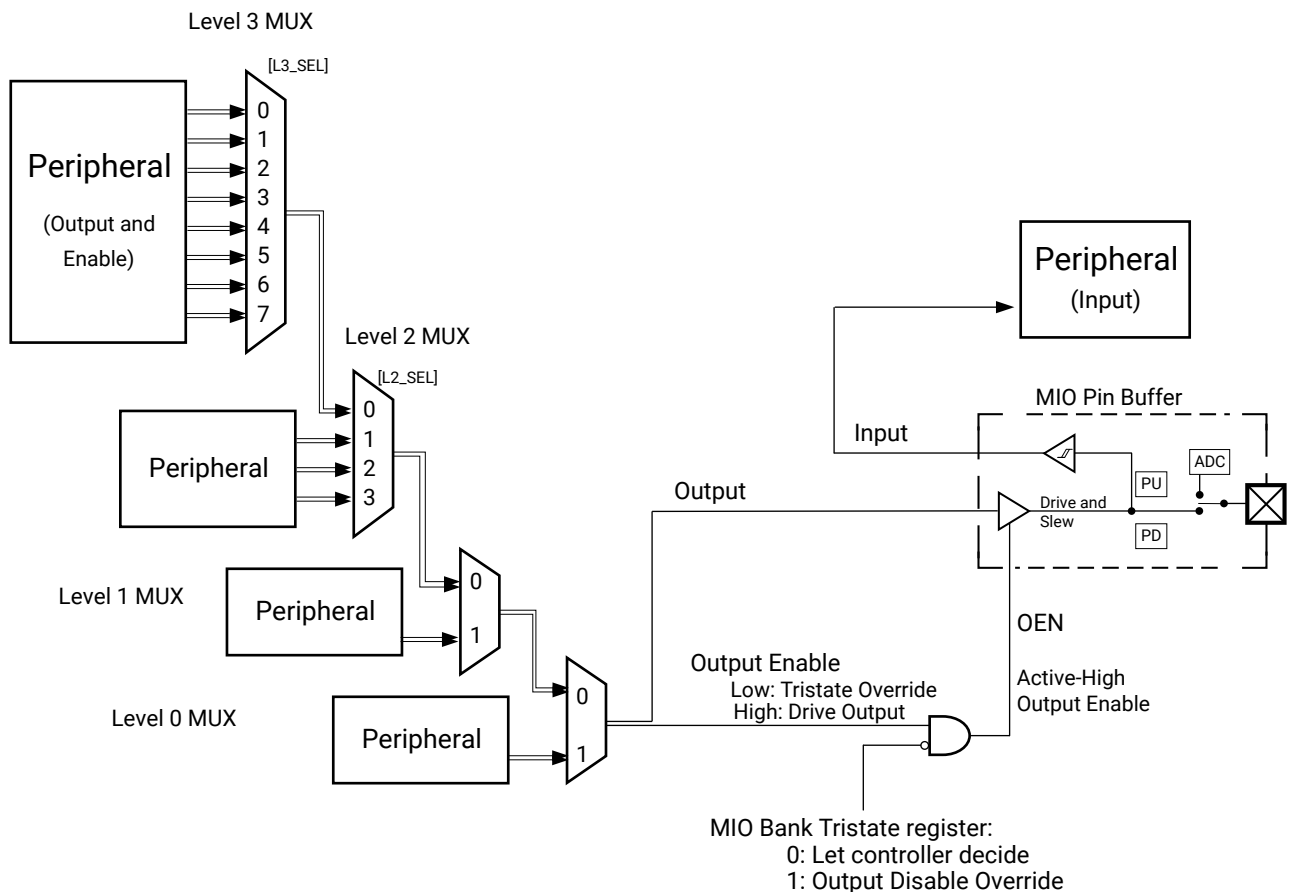 Level 3 MUX
[L3_SEL]
Peripheral
(Output and
Enable)
0
1
2
3
4
5
6
7
Level 2 MUX
[L2_SEL]
Peripheral
0
1
2
3
Level 1 MUX
Peripheral
0
1
Level 0 MUX
Peripheral
0
1
Peripheral
(Input)
MIO Pin Buffer
Input
Output
PU
ADC
Drive and
Slew
PD
OEN
Output Enable
Low: Tristate Override
High: Drive Output
Active-High
Output Enable
MIO Bank Tristate register:
0: Let controller decide
1: Output Disable Override